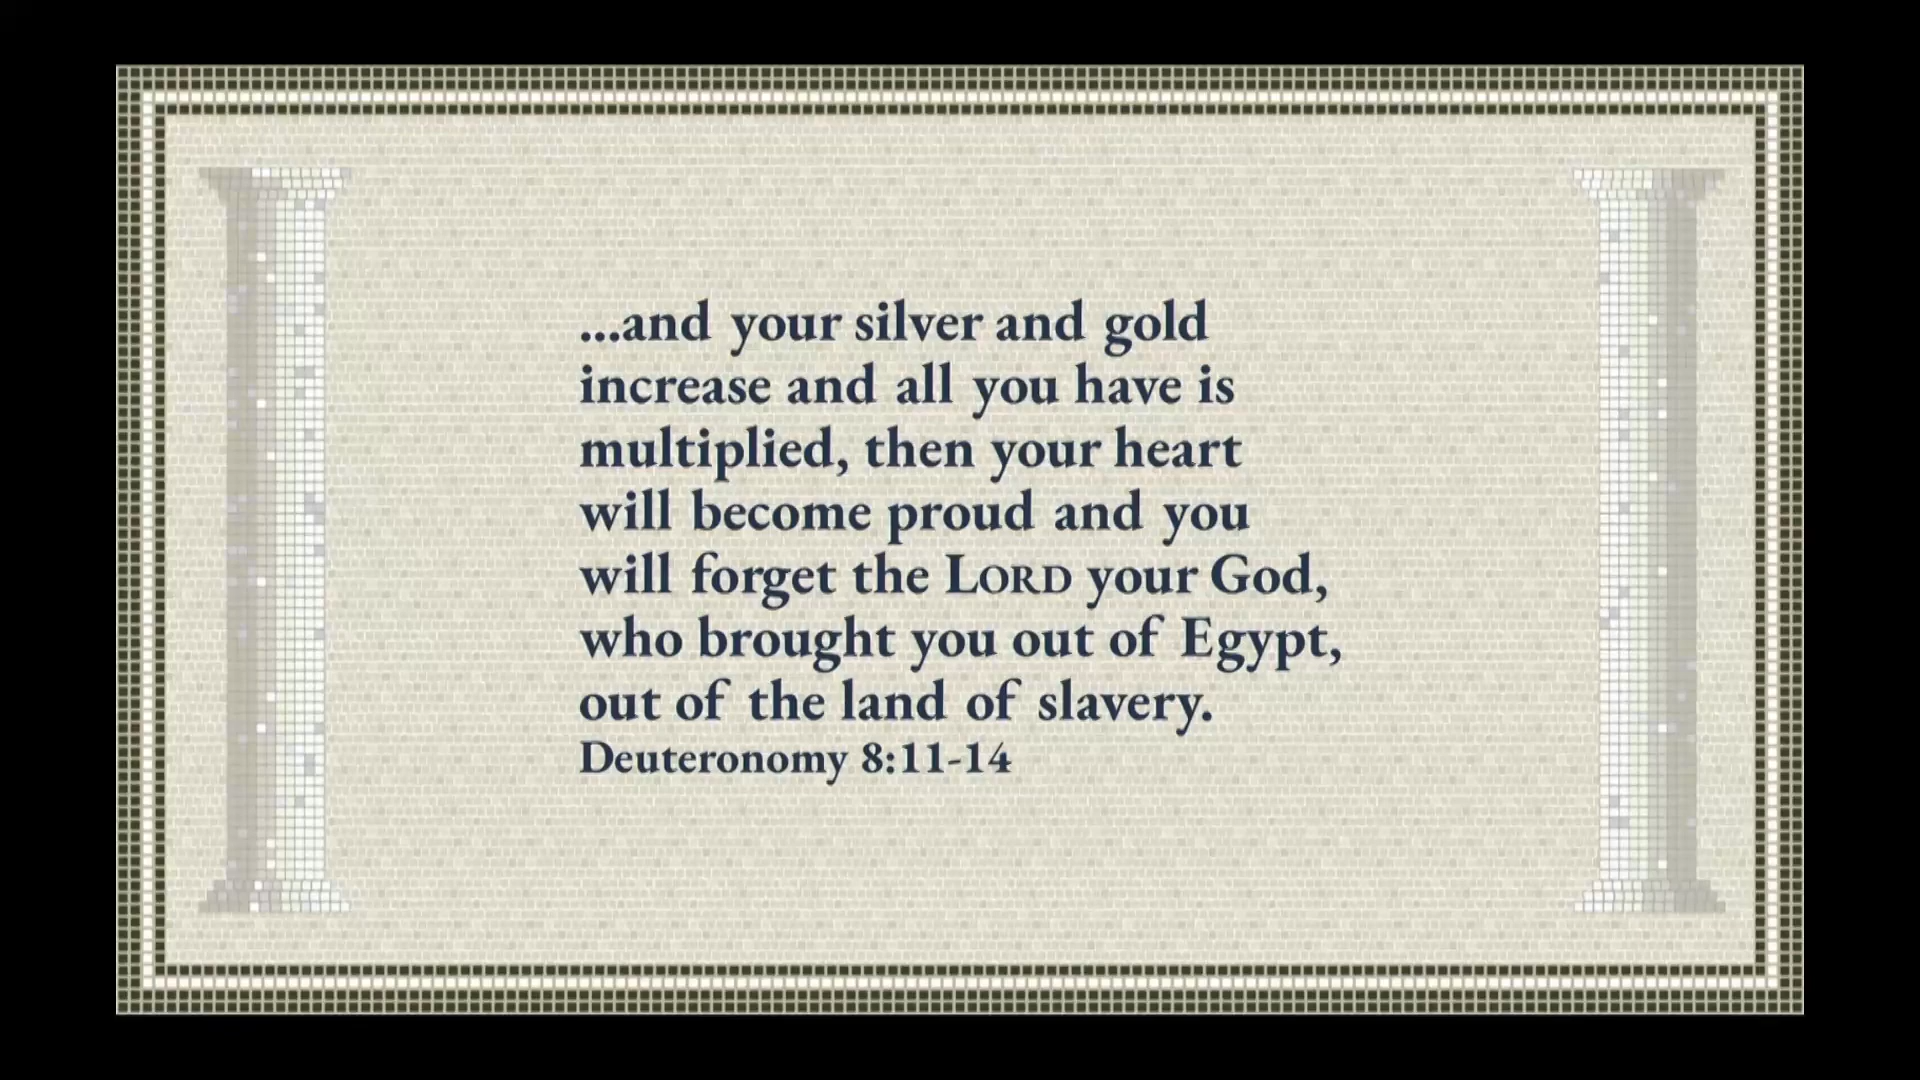 ...and your silver and gold
increase and all you have is
multiplied, then your heart
will become proud and you
will forget the LORD your God,
who brought you out of Egypt,
out of the land of slavery.
Deuteronomy 8:11-14